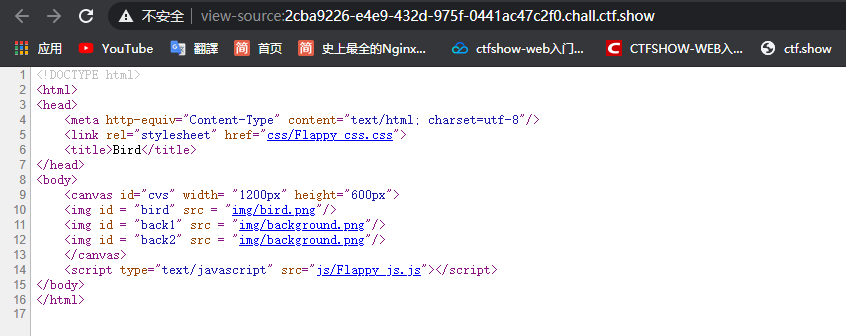 不安全 | view-source:2cba9226-e4e9-432d-975f-0441ac47c2f0.chall.ctf.show
应用 YouTube 翻譯 简 首页 简 史上最全的Nginx... ctfshow-web入门... CTFSHOW-WEB入... ctf.show
1 <!DOCTYPE html>
2 <html>
3 <head>
4 <meta http-equiv="Content-Type" content="text/html; charset=utf-8"/>
5 <link rel="stylesheet" href="css/Flappy_css.css">
6 <title>Bird</title>
7 </head>
8 <body>
9 <canvas id="cvs" width= "1200px" height="600px">
10 <img id = "bird" src = "img/bird.png"/>
11 <img id = "back1" src = "img/background.png"/>
12 <img id = "back2" src = "img/background.png"/>
13 </canvas>
14 <script type="text/javascript" src="js/Flappy_js.js"></script>
15 </body>
16 </html>
17